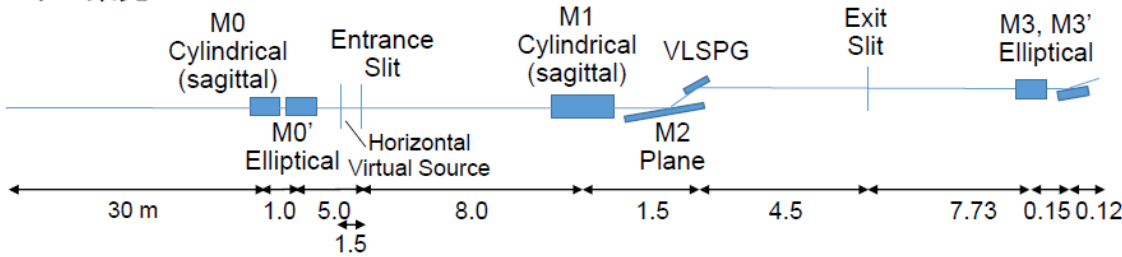 M0
Cylindrical
(sagittal)
Entrance
Slit
M1
Cylindrical
(sagittal)
VLSPG
Exit
Slit
M3, M3’
Elliptical
M0’
Elliptical
Horizontal
Virtual Source
M2
Plane
30 m
1.0
5.0
8.0
1.5
4.5
7.73
0.15
0.12
1.5